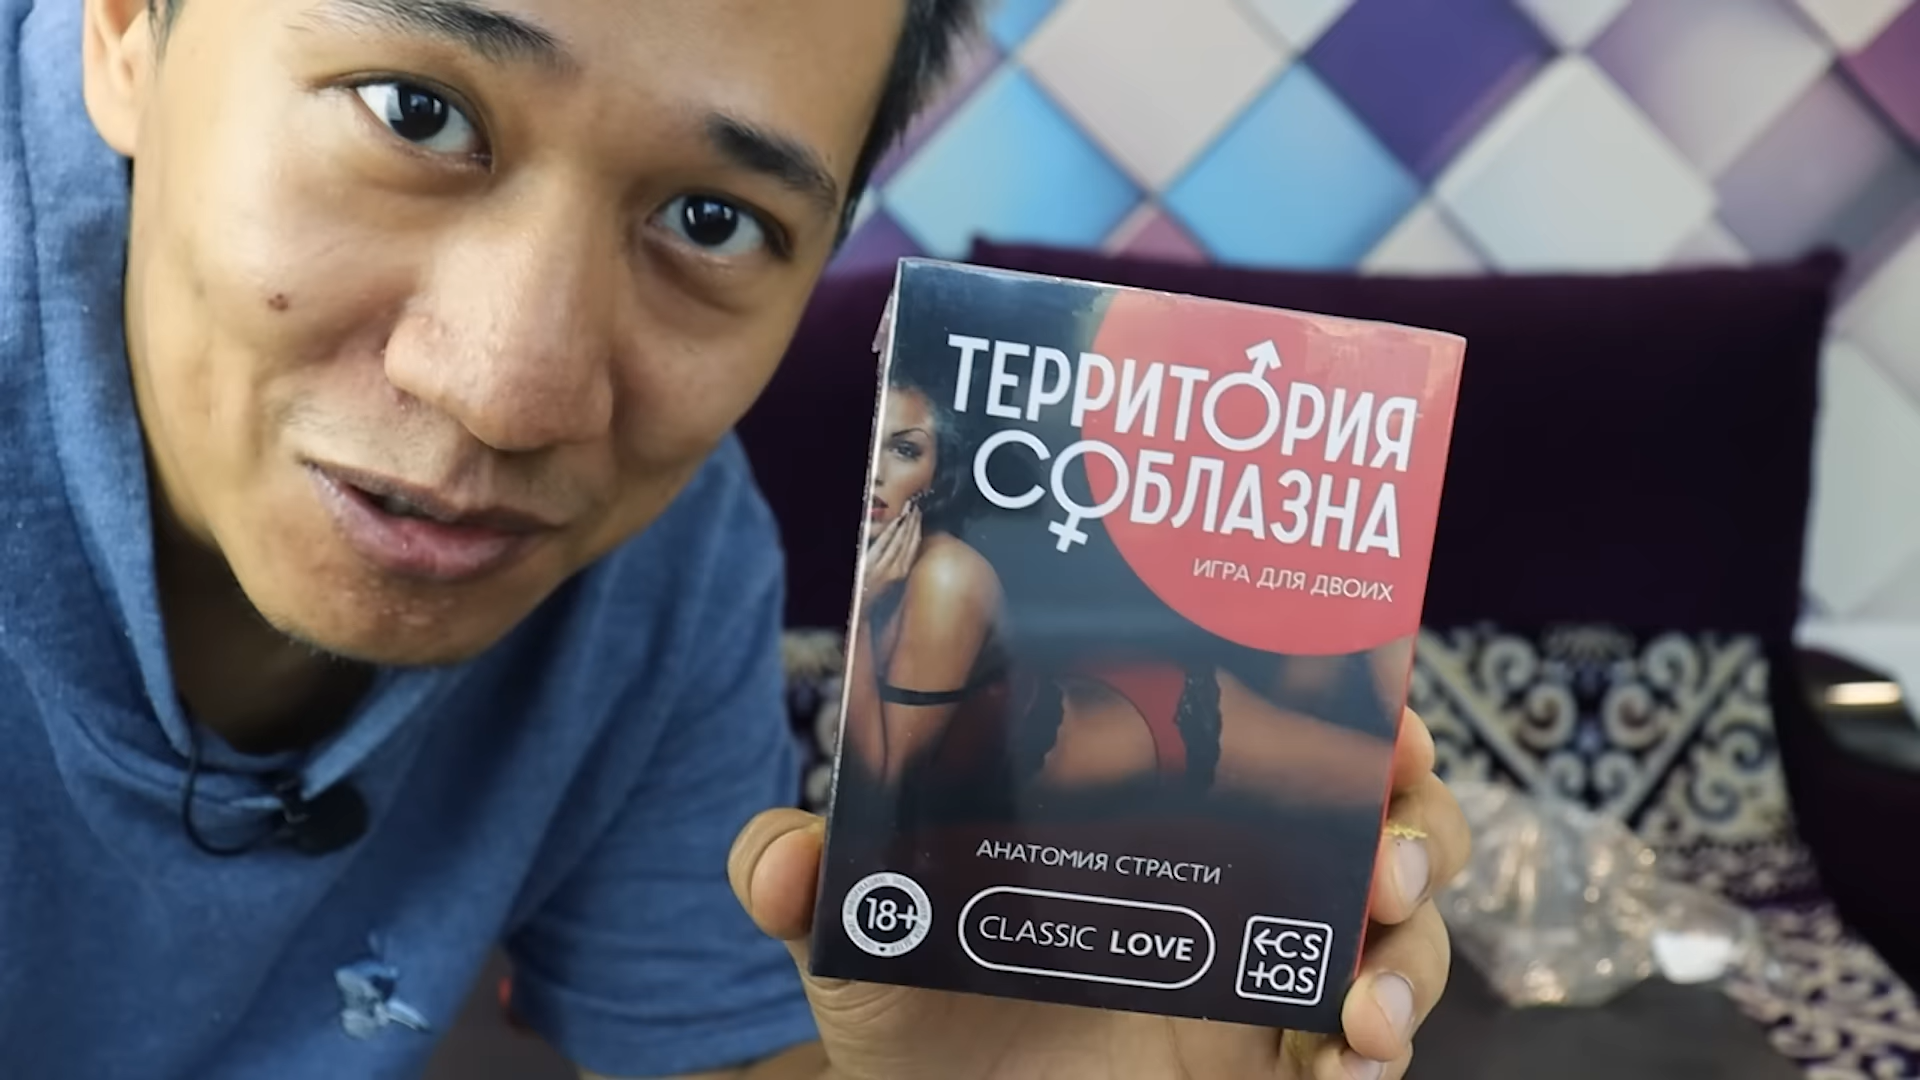 ТЕРРИТОРИЯ
СОБЛАЗНА
ИГРА ДЛЯ ДВОИХ
АНАТОМИЯ СТРАСТИ
18+
CLASSIC LOVE
ECS
tas